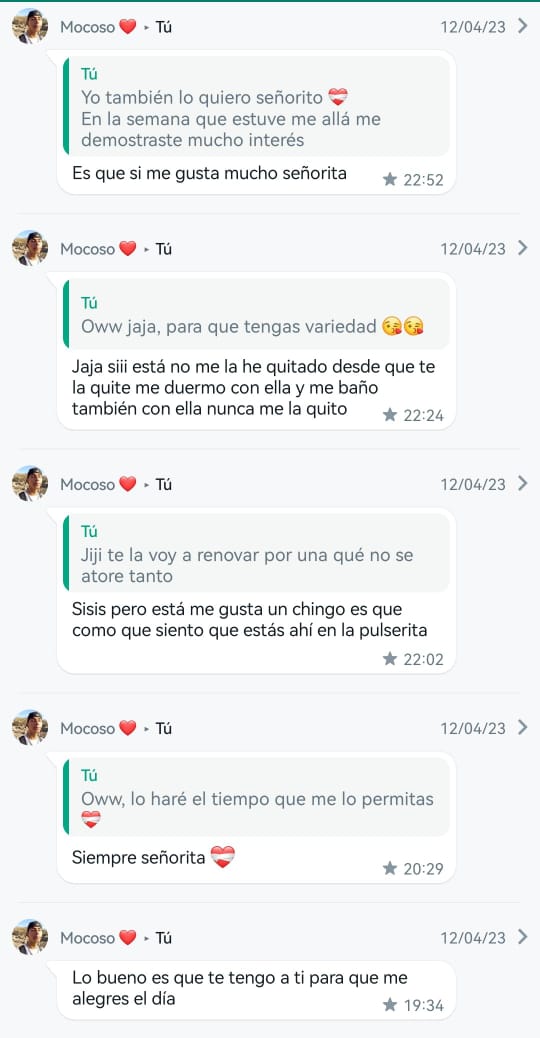 Mocoso ❤️ ▸ Tú 12/04/23
Tú
Yo también lo quiero señorito ❤️‍🩹
En la semana que estuve me allá me
demostraste mucho interés
Es que si me gusta mucho señorita
22:52
Mocoso ❤️ ▸ Tú 12/04/23
Tú
Oww jaja, para que tengas variedad 😘😘
Jaja siii está no me la he quitado desde que te
la quite me duermo con ella y me baño
también con ella nunca me la quito
22:24
Mocoso ❤️ ▸ Tú 12/04/23
Tú
Jiji te la voy a renovar por una qué no se
atore tanto
Sisis pero está me gusta un chingo es que
como que siento que estás ahí en la pulserita
22:02
Mocoso ❤️ ▸ Tú 12/04/23
Tú
Oww, lo haré el tiempo que me lo permitas
❤️‍🩹
Siempre señorita ❤️‍🩹
20:29
Mocoso ❤️ ▸ Tú 12/04/23
Lo bueno es que te tengo a ti para que me
alegres el día
19:34